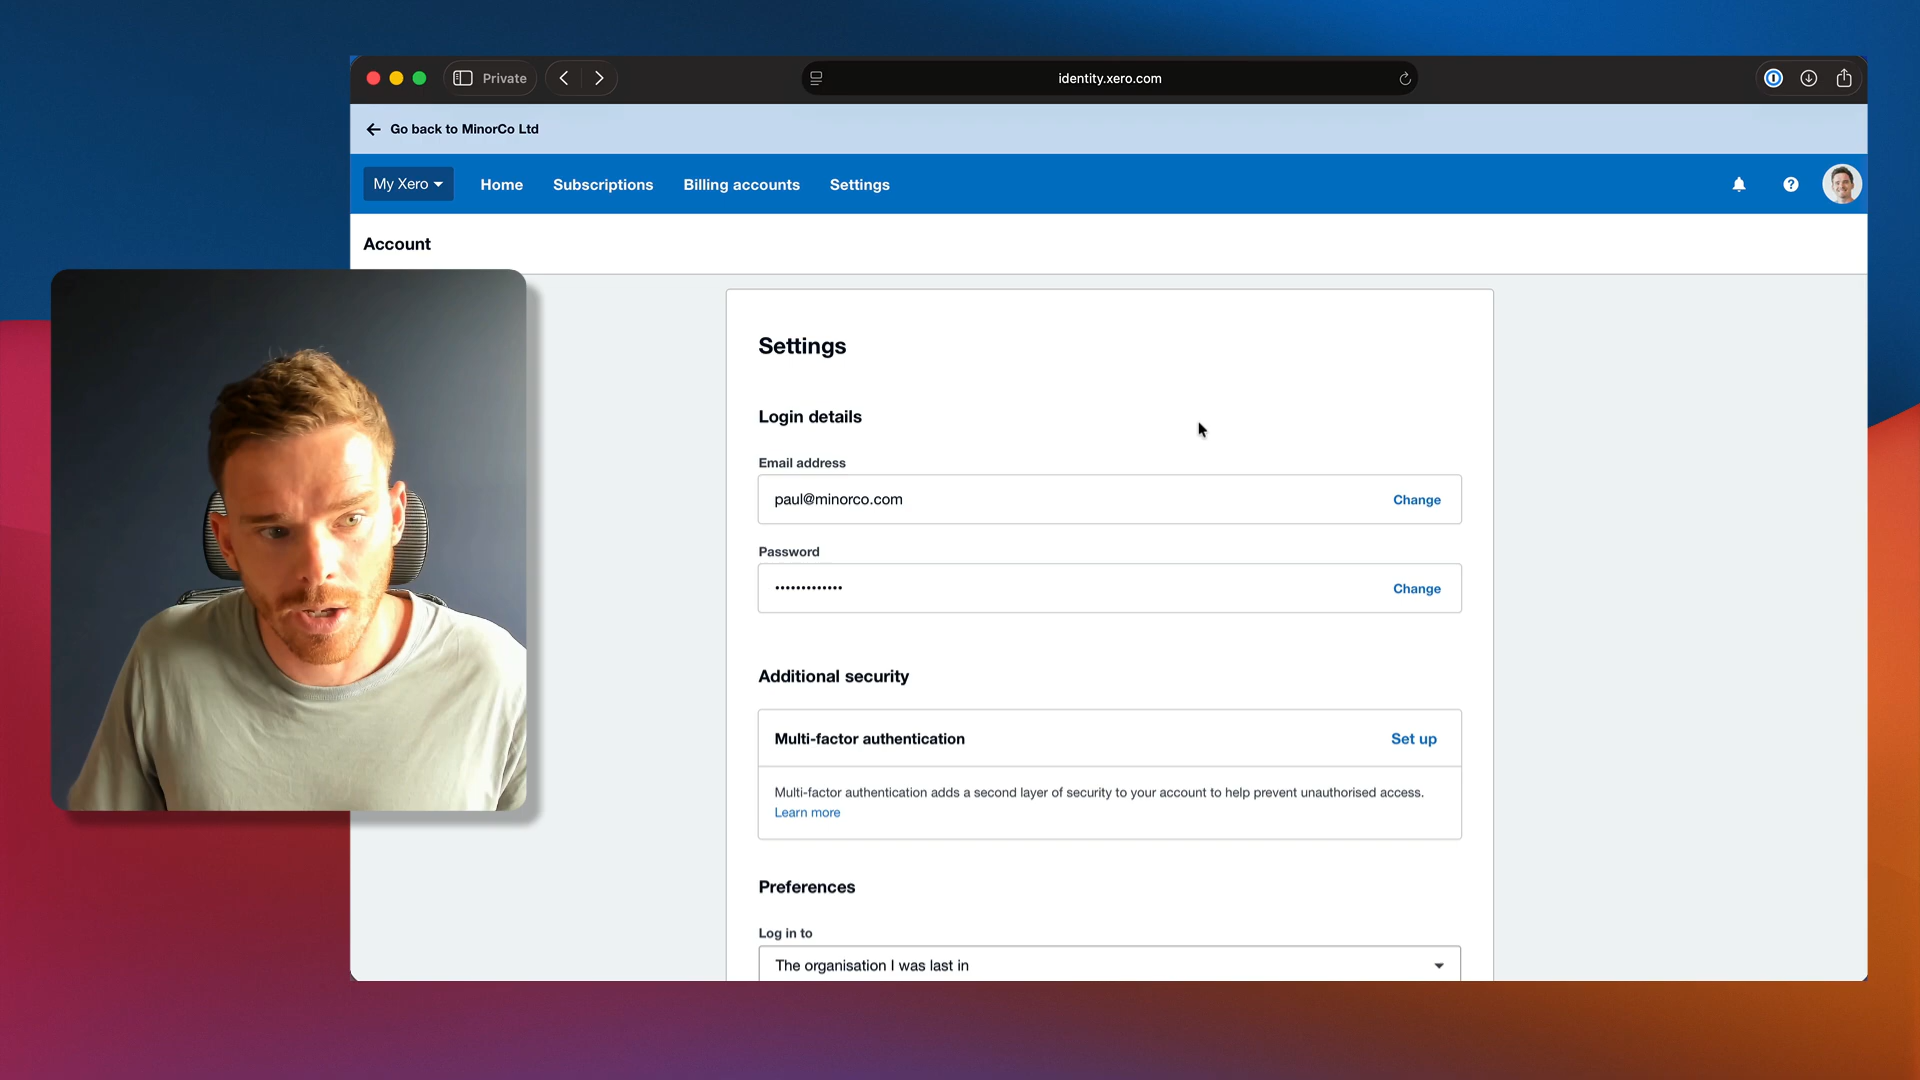 Private
identity.xero.com
Go back to MinorCo Ltd
My Xero
Home
Subscriptions
Billing accounts
Settings
Account
Settings
Login details
Email address
paul@minorco.com
Change
Password
•••••••••••••
Change
Additional security
Multi-factor authentication
Set up
Multi-factor authentication adds a second layer of security to your account to help prevent unauthorised access.
Learn more
Preferences
Log in to
The organisation I was last in